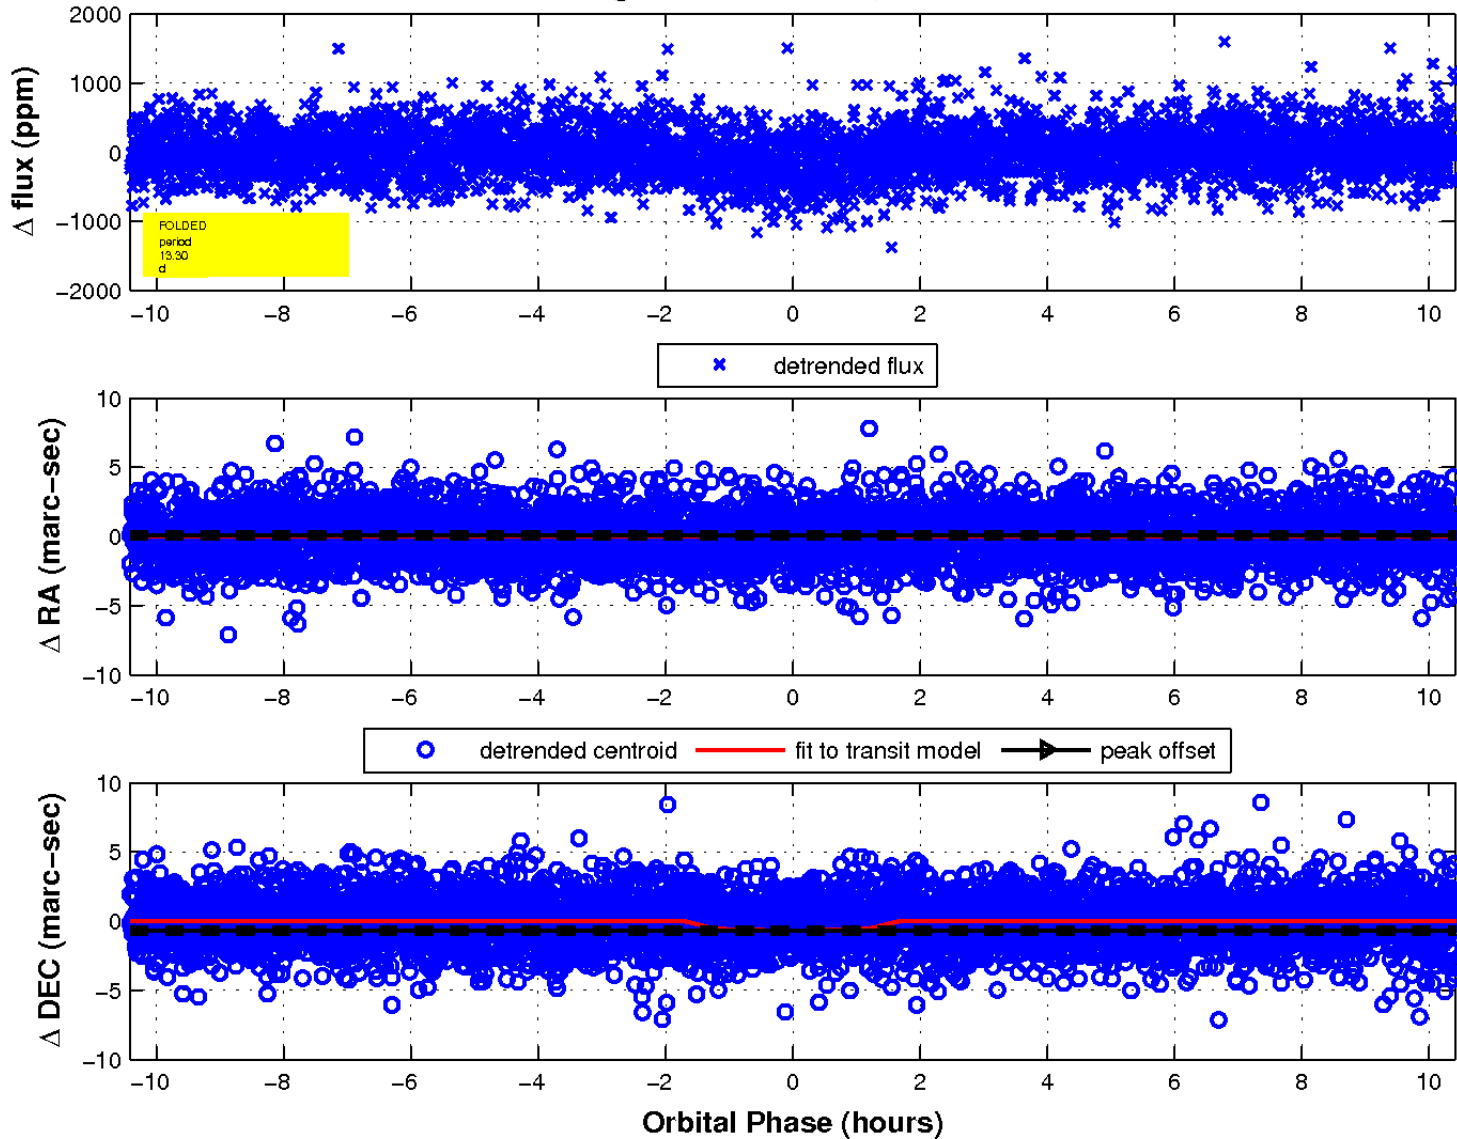 2000
1000
0
−1000
−2000
Δ flux (ppm)
FOLDED
period
13.30
d
−10 −8 −6 −4 −2 0 2 4 6 8 10
detrended flux
10
5
0
−5
−10
Δ RA (marc−sec)
−10 −8 −6 −4 −2 0 2 4 6 8 10
detrended centroid fit to transit model peak offset
10
5
0
−5
−10
Δ DEC (marc−sec)
−10 −8 −6 −4 −2 0 2 4 6 8 10
Orbital Phase (hours)